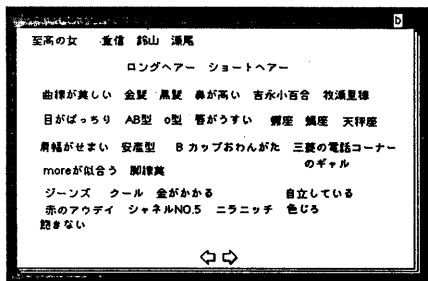 b
至高の女 重信 鈴山 瀬尾
ロングヘアー ショートヘアー
曲線が美しい 金髪 黒髪 鼻が高い 吉永小百合 牧瀬里穂
目がぱっちり AB型 o型 唇がうすい 蠍座 天秤座
肩幅がせまい 安産型 Bカップおわんがた 三菱の電話コーナー
のギャル
moreが似合う 脚線美
ジーンズ クール 金がかかる 自立している
赤のアウディ シャネルNO.5 ニラニッチ 色じろ
飽きない